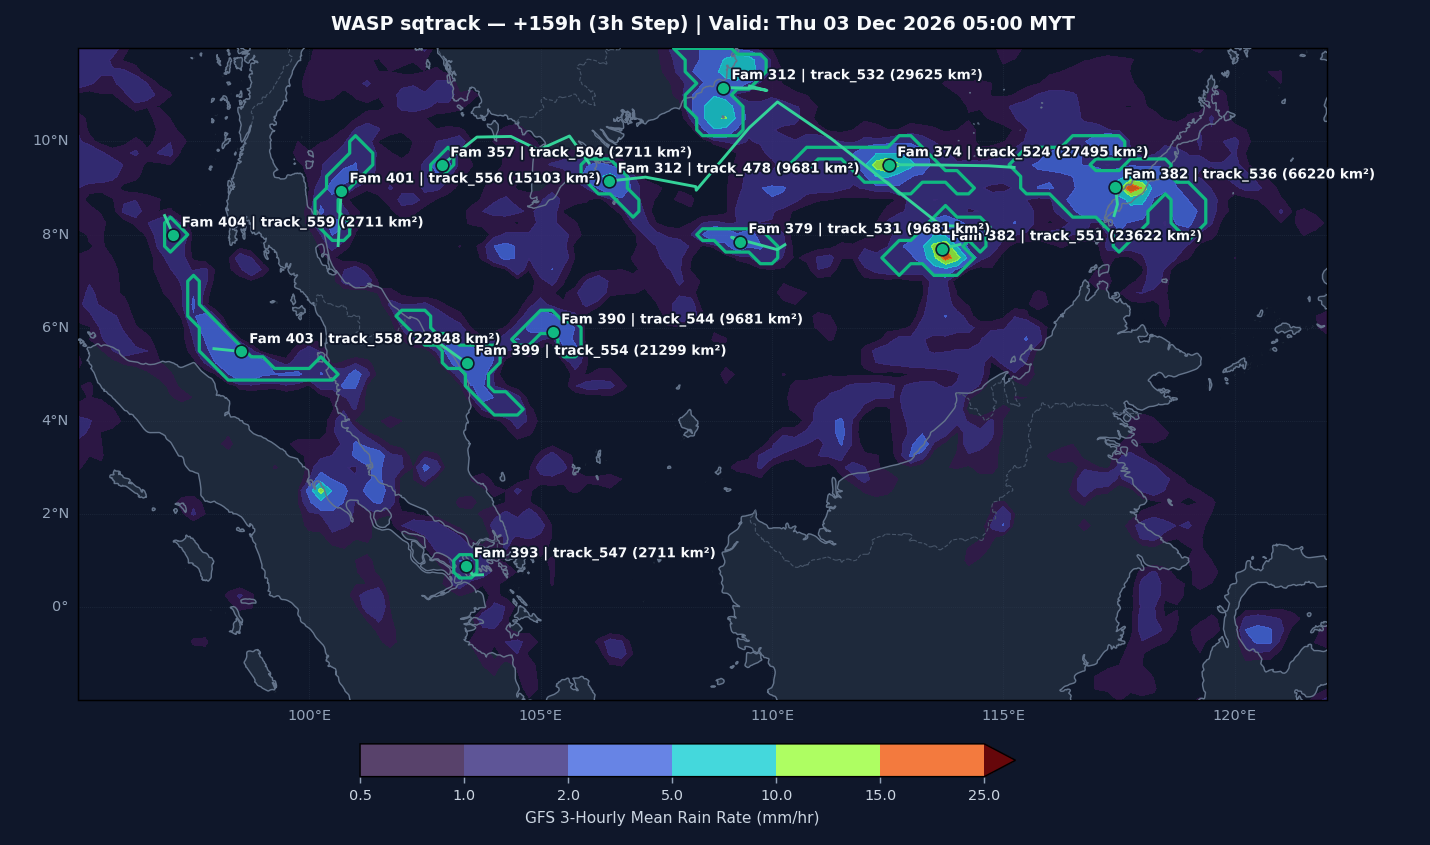 WASP sqtrack — +159h (3h Step) | Valid: Thu 03 Dec 2026 05:00 MYT
Fam 312 | track_532 (29625 km²)
10°N
Fam 357 | track_504 (2711 km²)
Fam 374 | track_524 (27495 km²)
Fam 312 | track_478 (9681 km²)
Fam 382 | track_536 (66220 km²)
Fam 401 | track_556 (15103 km²)
Fam 404 | track_559 (2711 km²)
Fam 379 | track_531 (9681 km²)
8°N
Fam 382 | track_551 (23622 km²)
Fam 390 | track_544 (9681 km²)
6°N
Fam 403 | track_558 (22848 km²)
Fam 399 | track_554 (21299 km²)
4°N
2°N
Fam 393 | track_547 (2711 km²)
0°
100°E 105°E 110°E 115°E 120°E
0.5 1.0 2.0 5.0 10.0 15.0 25.0
GFS 3-Hourly Mean Rain Rate (mm/hr)